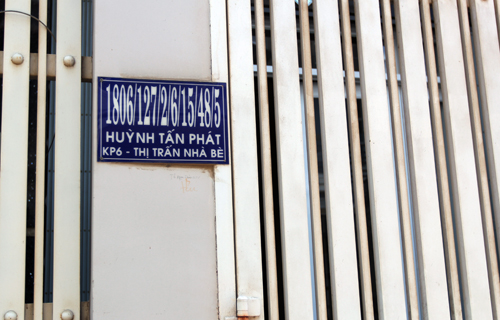 1806/127/2/6/15/48/5
HUỲNH TẤN PHÁT
KP6 - THỊ TRẤN NHÀ BÈ